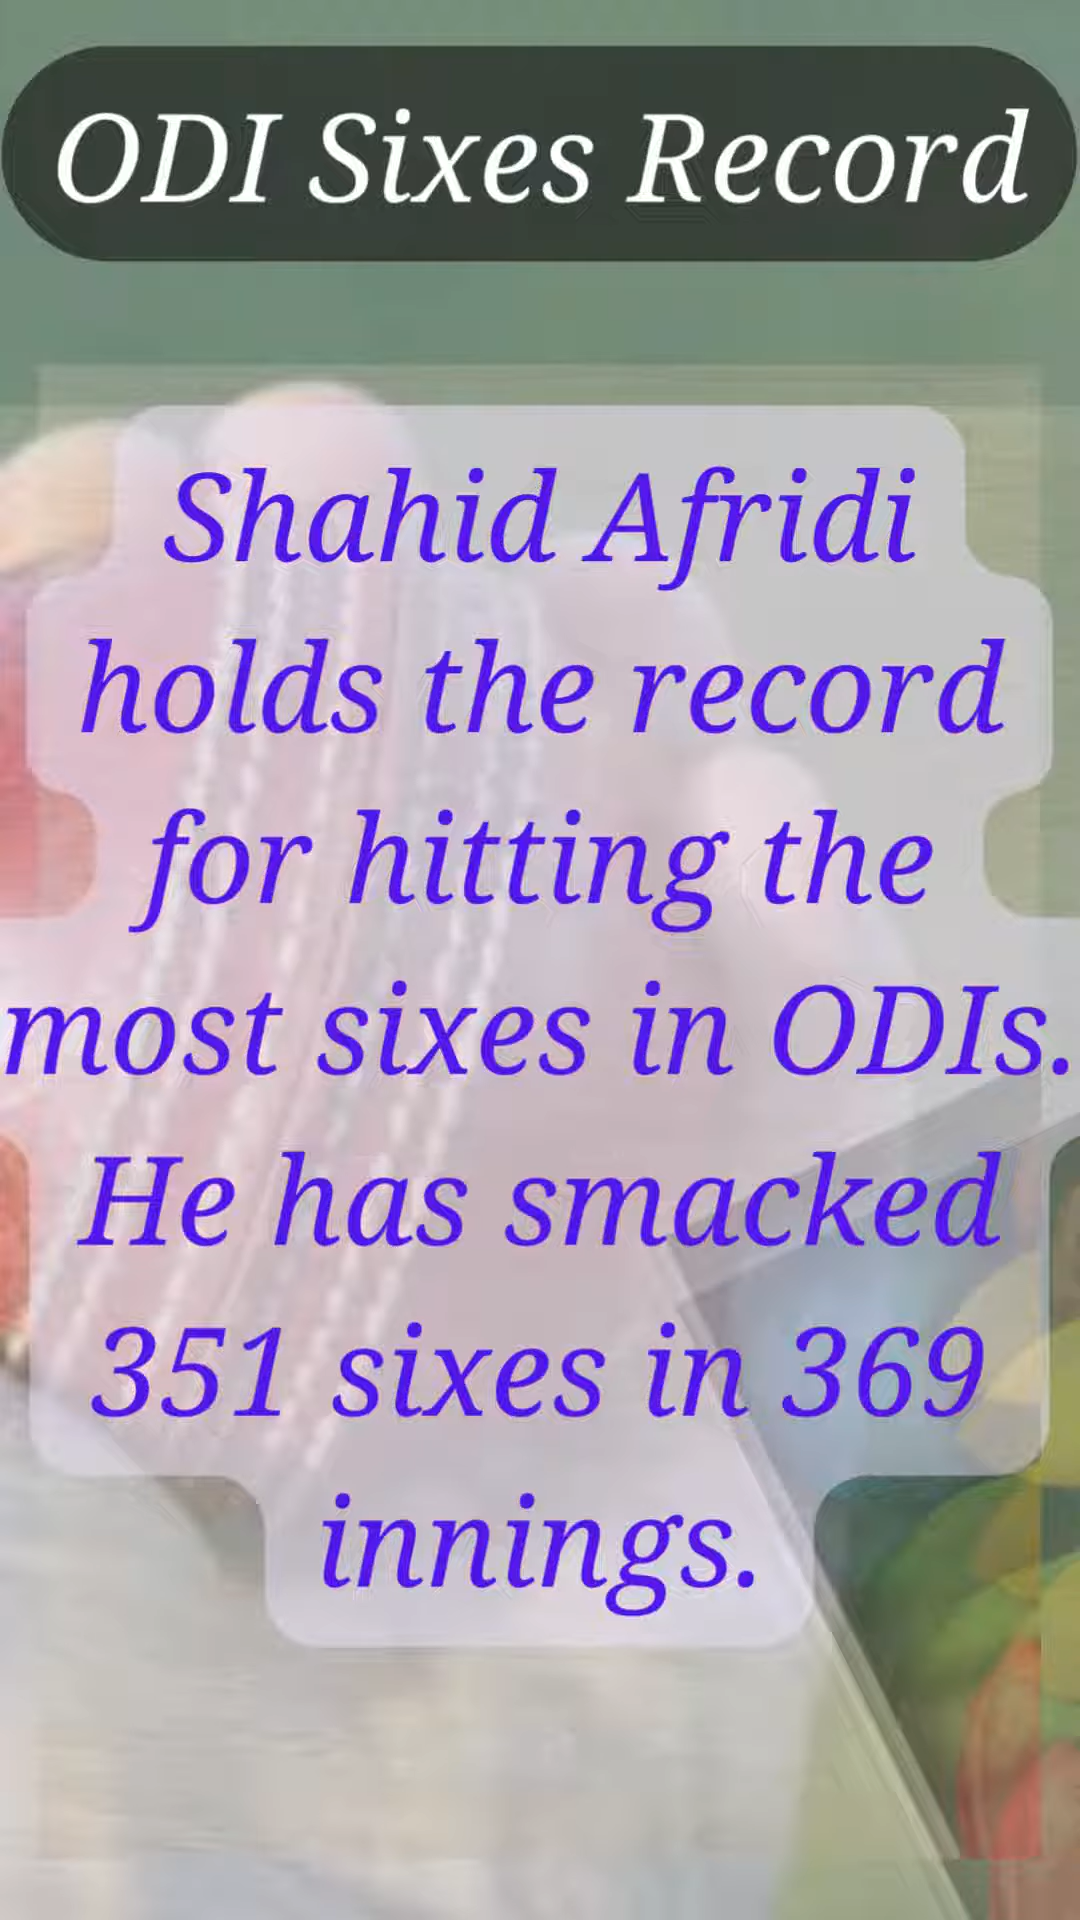 ODI Sixes Record
Shahid Afridi
holds the record
for hitting the
most sixes in ODIs.
He has smacked
351 sixes in 369
innings.